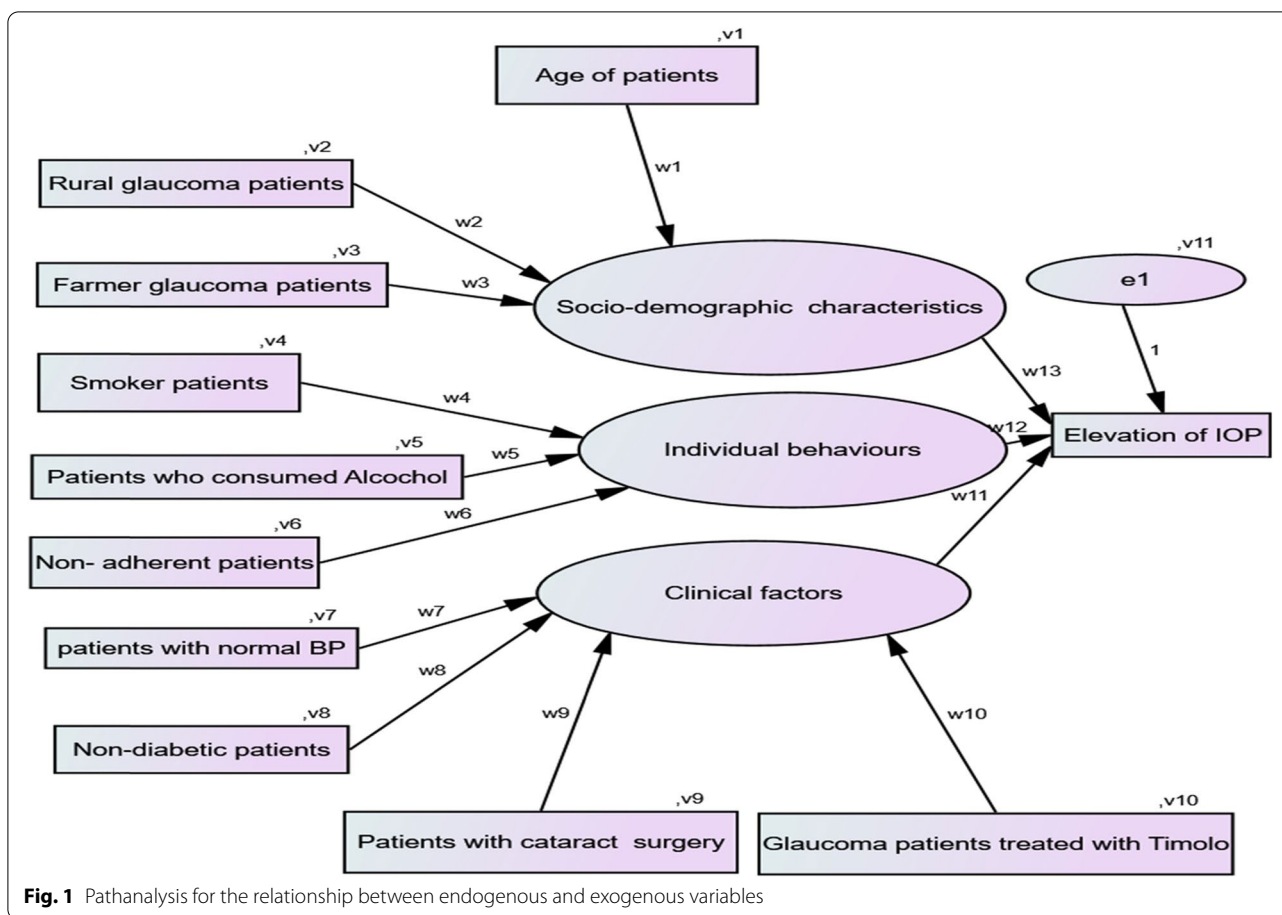 ,v1
Age of patients
w1
,v2
Rural glaucoma patients
w2
,v3
Farmer glaucoma patients
w3
Socio-demographic characteristics
,v11
e1
1
w13
,v4
Smoker patients
w4
,v5
Patients who consumed Alcochol
w5
Individual behaviours
w12
Elevation of IOP
,v6
Non- adherent patients
w6
w11
,v7
patients with normal BP
w7
Clinical factors
,v8
Non-diabetic patients
w8
w9
w10
,v9
Patients with cataract surgery
,v10
Glaucoma patients treated with Timolo
Fig. 1 Pathanalysis for the relationship between endogenous and exogenous variables